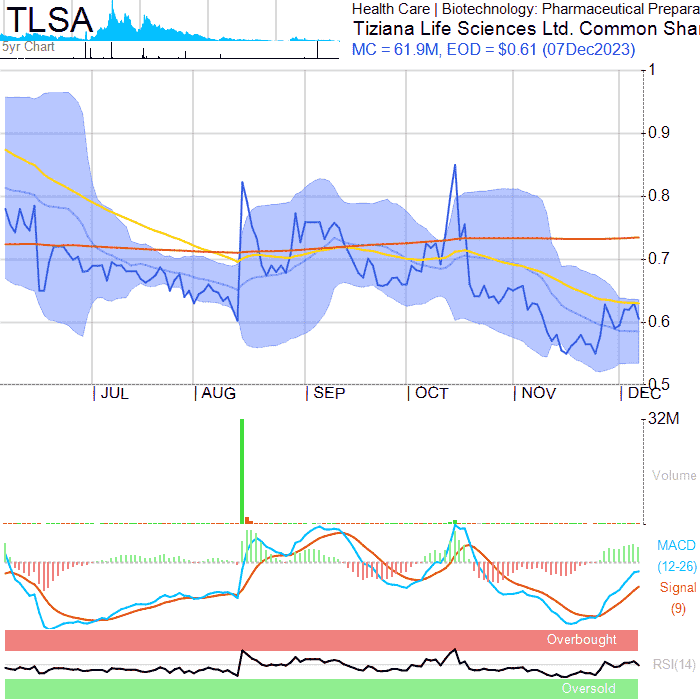 TLSA
5yr Chart
Health Care | Biotechnology: Pharmaceutical Prepara
Tiziana Life Sciences Ltd. Common Shar
MC = 61.9M, EOD = $0.61 (07Dec2023)
1
0.9
0.8
0.7
0.6
0.5
JUL AUG SEP OCT NOV DEC
32M
Volume
MACD
(12-26)
Signal
(9)
Overbought
RSI(14)
Oversold